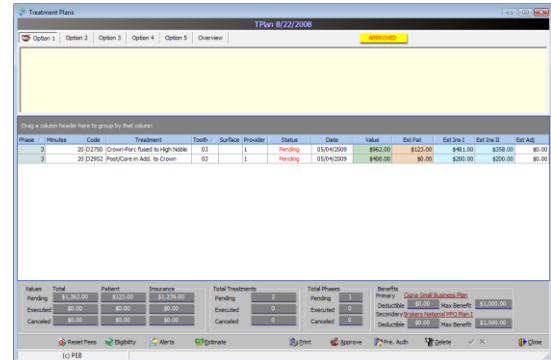 Treatment Plans
TPlan 8/22/2008
Option 1 Option 2 Option 3 Option 4 Option 5 Overview APPROVED
Drag a column header here to group by that column
Phase / Minutes Code Treatment Tooth / Surface Provider Status Date Value Est Pat Est Ins I Est Ins II Est Adj
3 20 D2750 Crown-Porc fused to High Noble 03 1 Pending 05/04/2009 $962.00 $123.00 $481.00 $358.00 $0.00
3 20 D2952 Post/Core in Add. to Crown 03 1 Pending 05/04/2009 $400.00 $0.00 $200.00 $200.00 $0.00
Values Total Patient Insurance Total Treatments Total Phases Benefits
Pending $1,362.00 $123.00 $1,239.00 Pending 2 Pending 1 Primary Cigna Small Business Plan
Executed $0.00 $0.00 $0.00 Executed 0 Executed 0 Deductible $0.00 Max Benefit $1,000.00
Canceled $0.00 $0.00 $0.00 Canceled 0 Canceled 0 Secondary Brokers National PPO Plan I
Deductible $0.00 Max Benefit $1,000.00
Reset Fees Eligibility Alerts Estimate Print Approve Pre. Auth Delete Close
(c) PEB